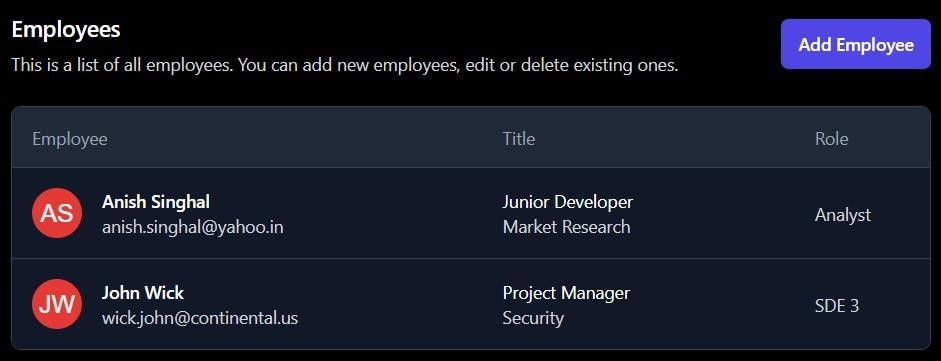 Employees
Add Employee
This is a list of all employees. You can add new employees, edit or delete existing ones.
Employee Title Role
AS Anish Singhal Junior Developer Analyst
anish.singhal@yahoo.in Market Research
JW John Wick Project Manager SDE 3
wick.john@continental.us Security